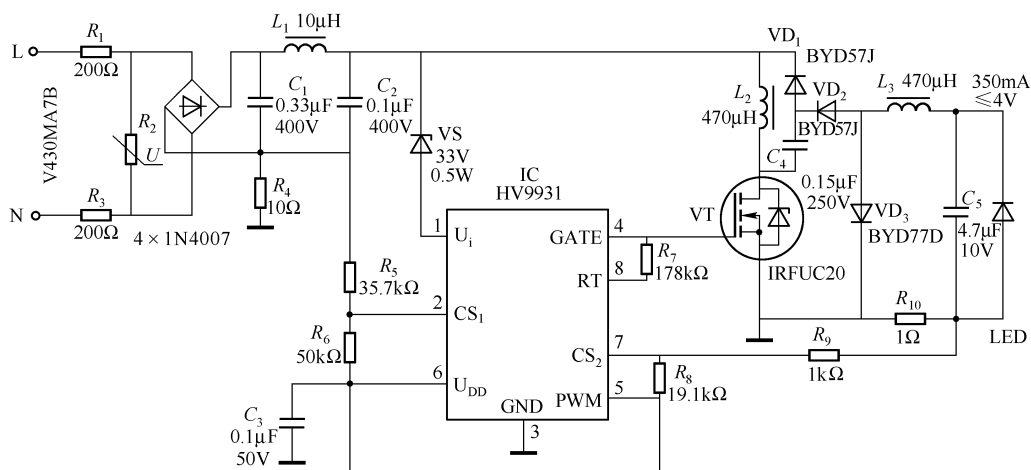 L
R1
200Ω
V430MA7B
R2
U
N
R3
200Ω
4×1N4007
L1 10μH
C1
0.33μF
400V
C2
0.1μF
400V
R4
10Ω
VS
33V
0.5W
R5
35.7kΩ
R6
50kΩ
C3
0.1μF
50V
IC
HV9931
1
Ui
2
CS1
6
UDD
GND
3
GATE
4
RT
8
CS2
7
PWM
5
R7
178kΩ
R8
19.1kΩ
R9
1kΩ
R10
1Ω
L2
470μH
VD1
BYD57J
VD2
BYD57J
C4
0.15μF
250V
VT
IRFUC20
VD3
BYD77D
L3 470μH
350mA
≤4V
C5
4.7μF
10V
LED